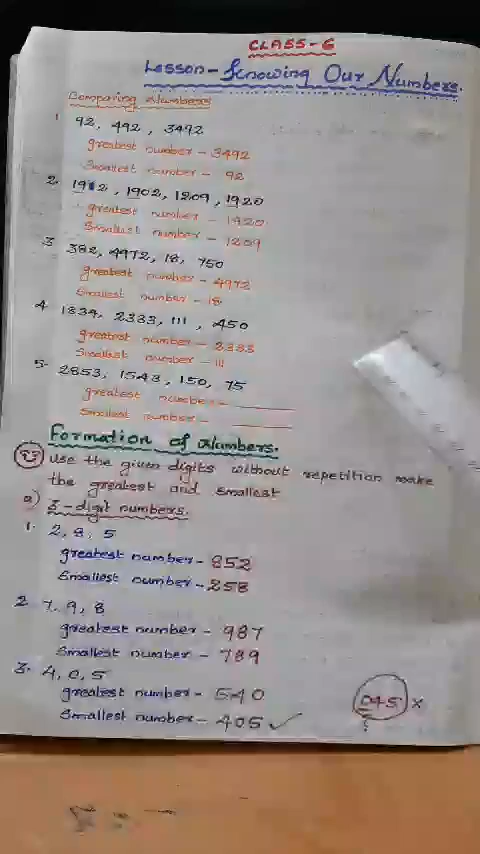 CLASS-6
Lesson - Knowing Our Numbers.
Comparing Numbers
1. 92, 492, 3492
greatest number - 3492
Smallest number - 92
2. 1912, 1902, 1209, 1920
greatest number - 1920
Smallest number - 1209
3. 382, 4972, 18, 750
greatest number - 4972
Smallest number - 18
4. 1334, 2333, 111, 450
greatest number - 2333
Smallest number - 111
5. 2853, 1543, 150, 75
greatest number -
Smallest number -
Formation of Numbers.
Use the given digits without repetition make
the greatest and smallest
a) 3-digit numbers.
1. 2, 8, 5
greatest number - 852
Smallest number - 258
2. 7, 9, 8
greatest number - 987
Smallest number - 789
3. 4, 0, 5
greatest number - 540
Smallest number - 405 ✓
045 ×